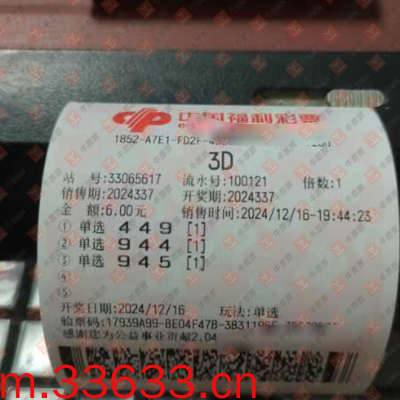 中国福利彩票
1852-A7E1-FD2F-
3D
站 号:33065617 流水号:100121 倍数:1
销售期:2024337 开奖期:2024337
金 额:6.00元 销售时间:2024/12/16-19:44:23
① 单选 4 4 9 [1]
② 单选 9 4 4 [1]
③ 单选 9 4 5 [1]
④
⑤
开奖日期:2024/12/16 玩法:单选
验票码:17939A99-BE04F47B-
感谢您为公益事业贡献2.04
m.33633.cn